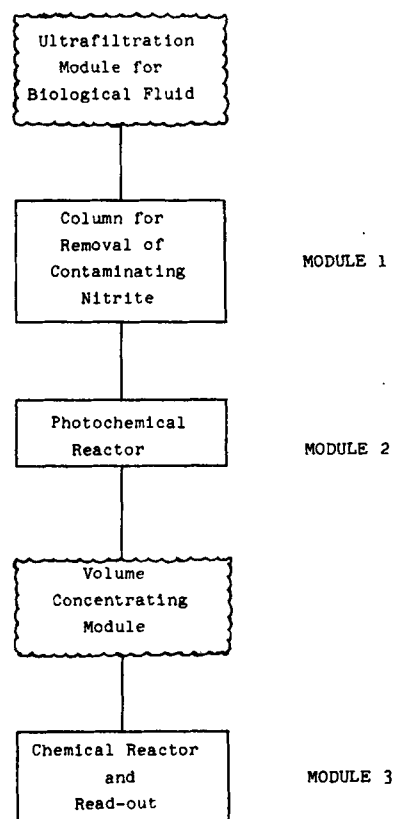 Ultrafiltration
Module for
Biological Fluid
Column for
Removal of
Contaminating
Nitrite
MODULE 1
Photochemical
Reactor
MODULE 2
Volume
Concentrating
Module
Chemical Reactor
and
Read-out
MODULE 3